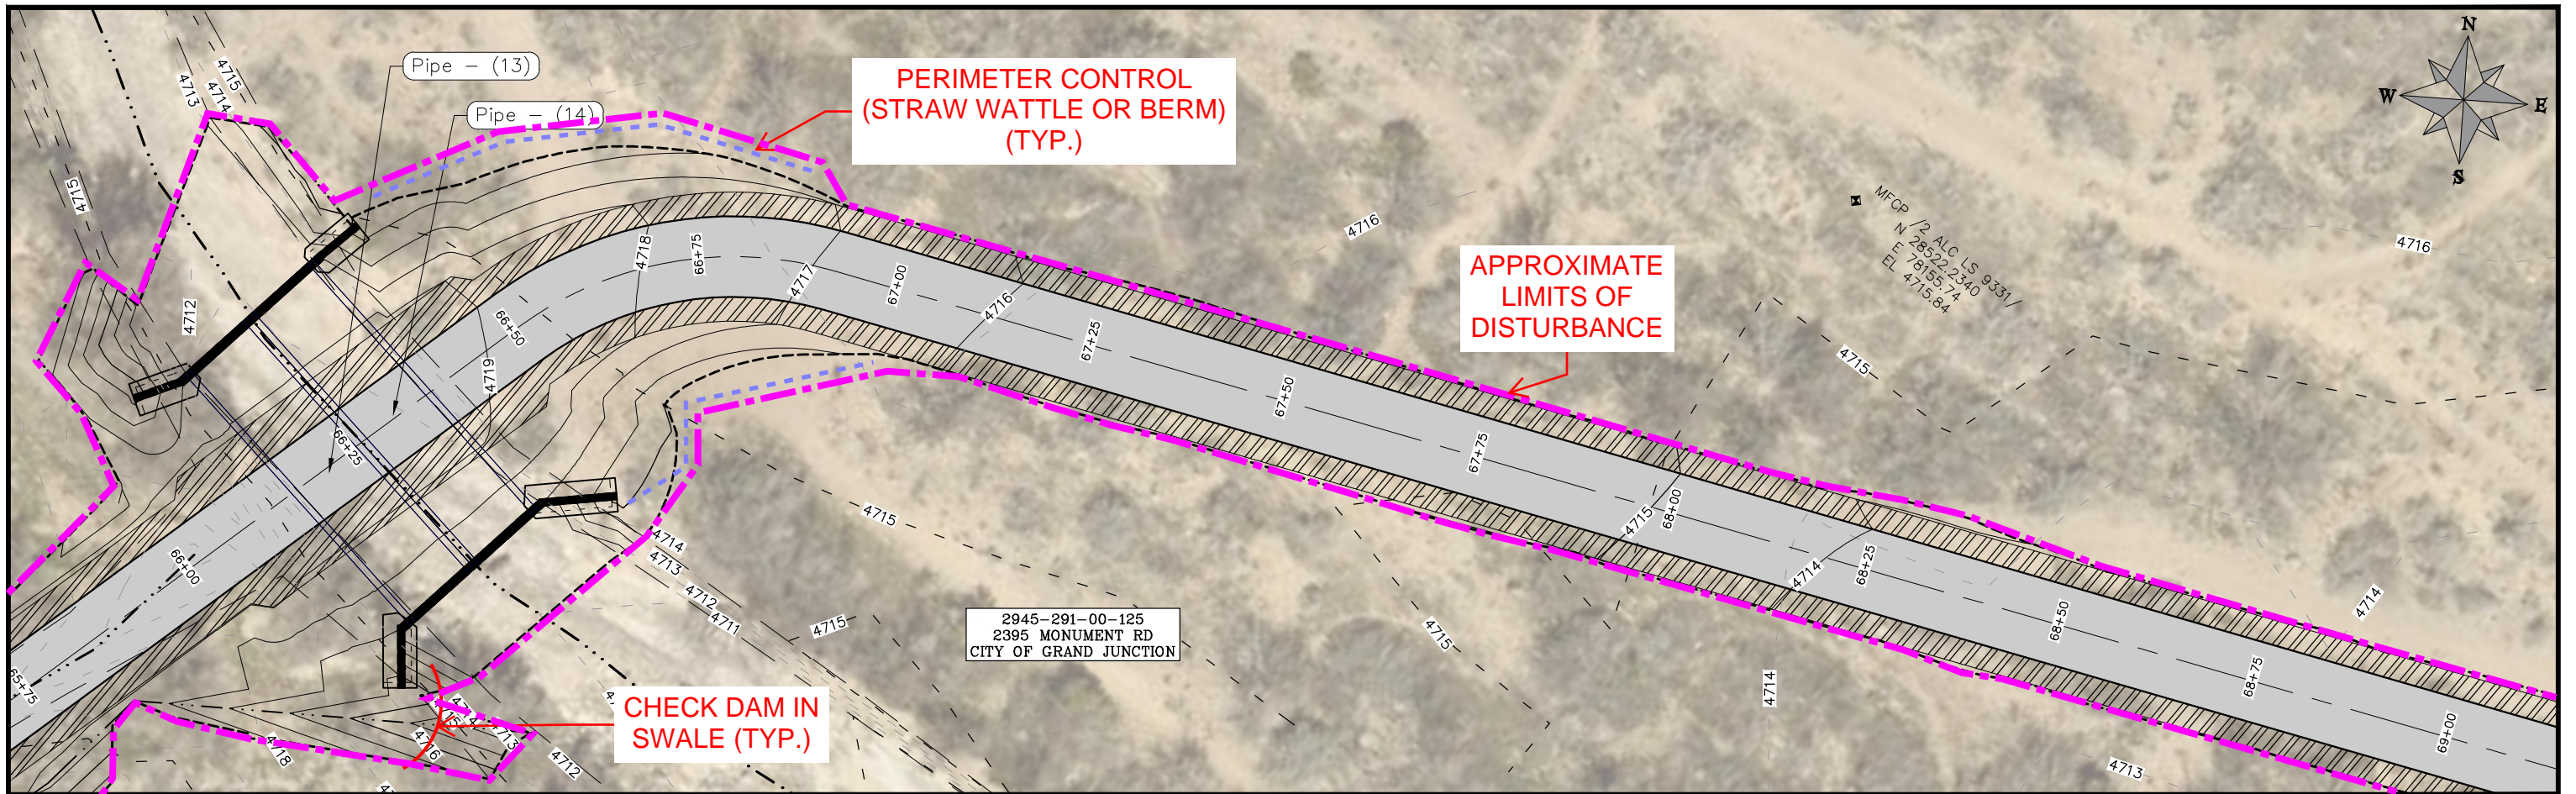 N
W
E
S
Pipe - (13)
Pipe - (14)
PERIMETER CONTROL
(STRAW WATTLE OR BERM)
(TYP.)
4713
4714
4715
4715
4712
4718
66+75
4717
67+00
4716
4716
MFCP /2 ALC LS 9331/
N 28522.2340
E 78155.74
EL 4715.84
4716
APPROXIMATE
LIMITS OF
DISTURBANCE
66+50
4719
67+25
67+50
4715
66+25
67+75
66+00
4715
4714
4713
4712
4711
4715
4715
68+00
4714
68+25
68+50
4714
2945-291-00-125
2395 MONUMENT RD
CITY OF GRAND JUNCTION
4715
4714
65+75
68+75
69+00
4713
CHECK DAM IN
SWALE (TYP.)
4714
4713
4716
4712
4718